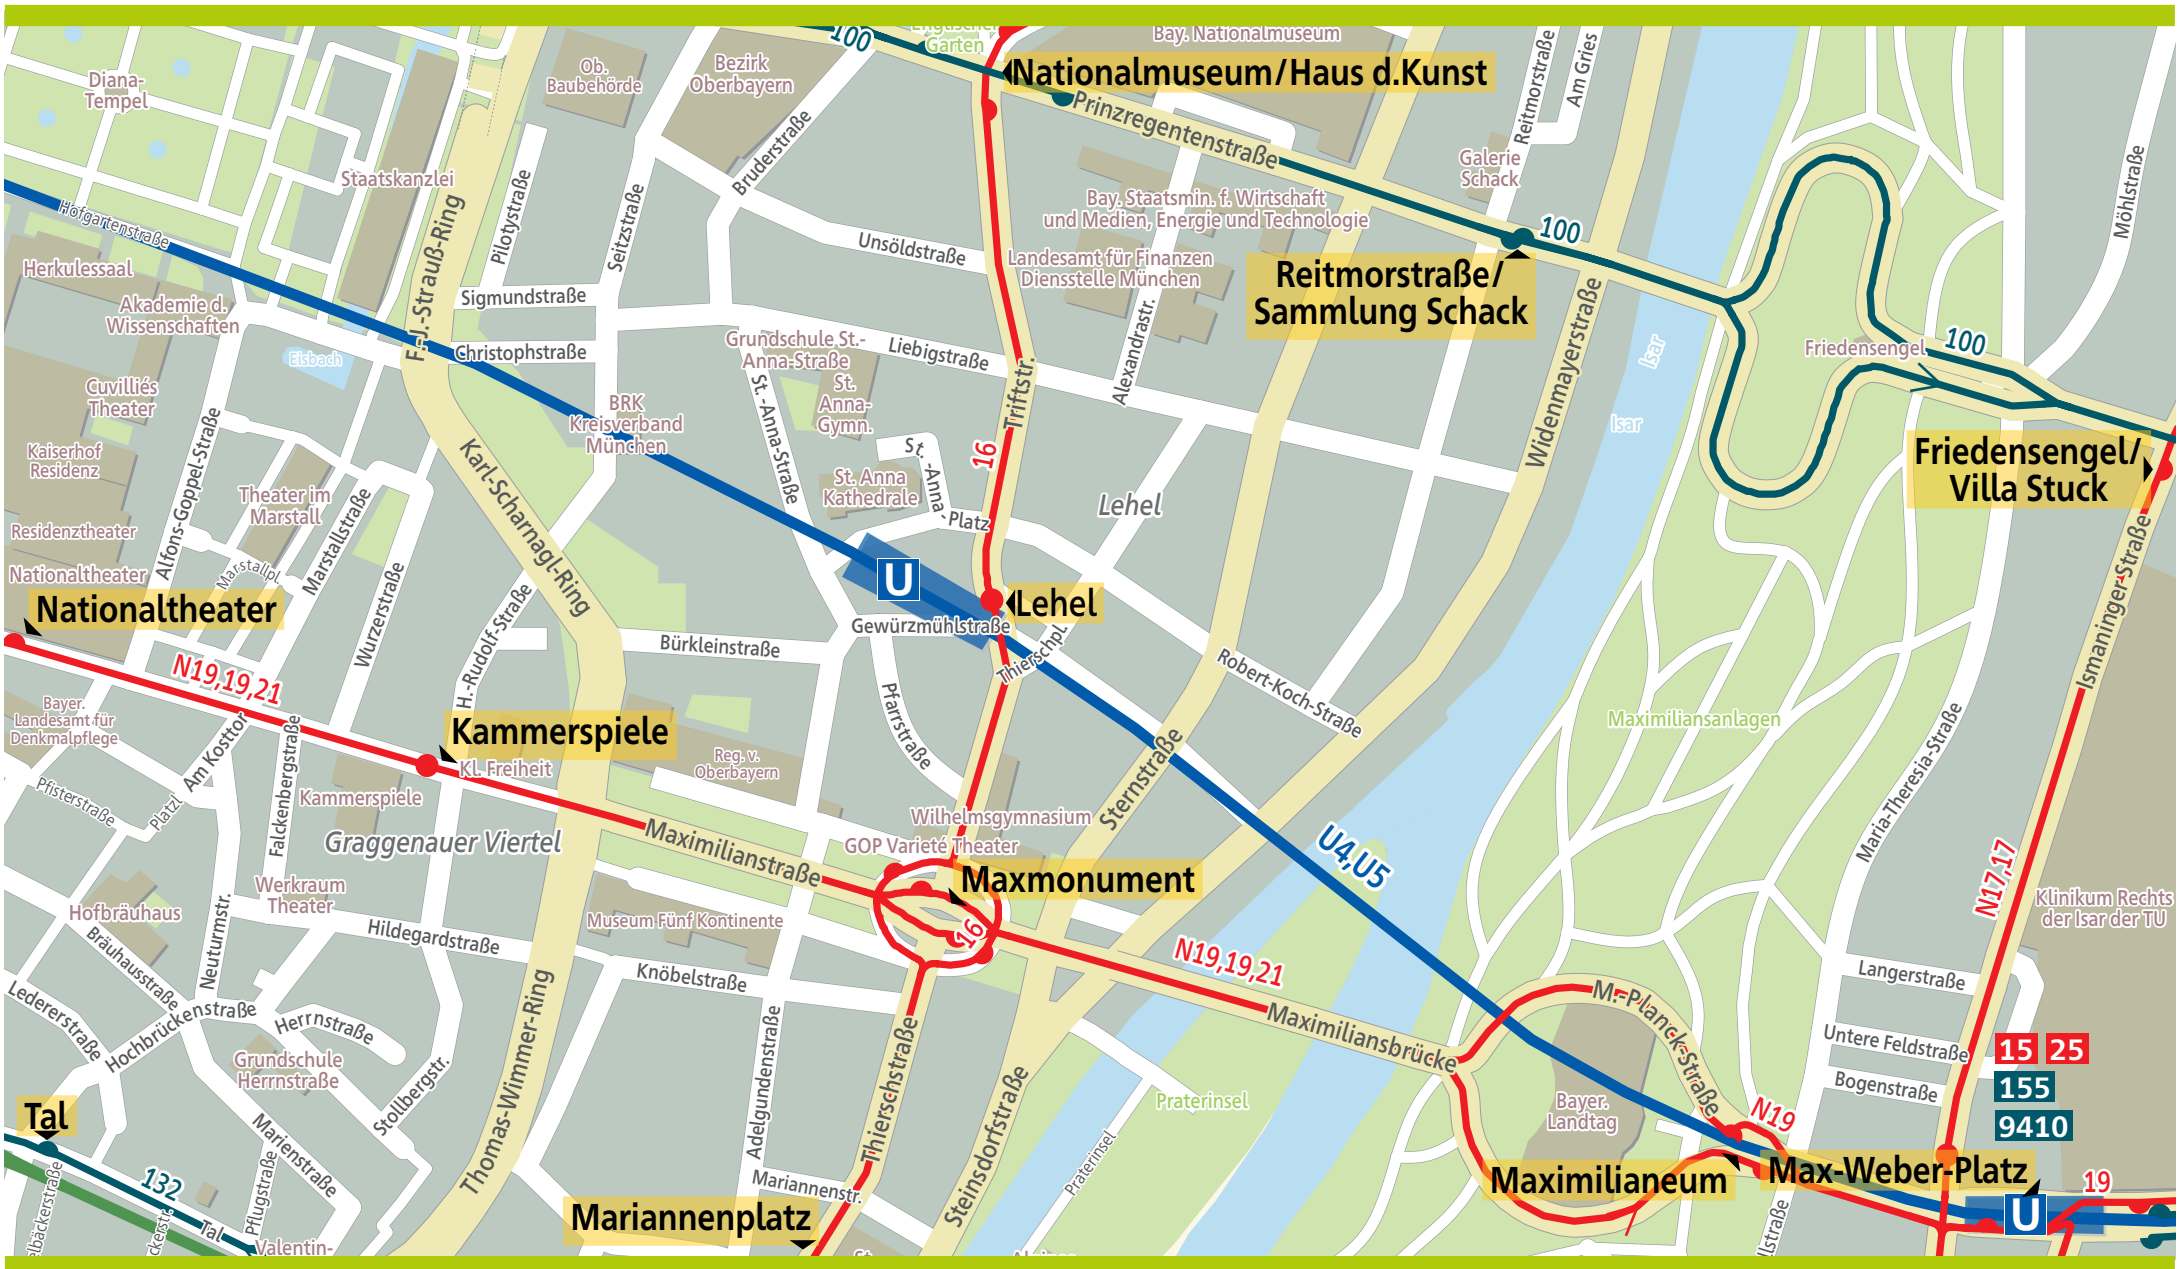 100
Englischer
Garten
Bay. Nationalmuseum
Diana-
Tempel
Ob.
Baubehörde
Bezirk
Oberbayern
Nationalmuseum/Haus d.Kunst
Reitmorstraße
Am Gries
Prinzregentenstraße
Galerie
Schack
Möhlstraße
Staatskanzlei
Pilotystraße
Seitzstraße
Bruderstraße
Bay. Staatsmin. f. Wirtschaft
und Medien, Energie und Technologie
Hofgartenstraße
F.-J.-Strauß-Ring
Unsöldstraße
100
Landesamt für Finanzen
Diensstelle München
Reitmorstraße/
Sammlung Schack
Herkulessaal
Akademie d.
Wissenschaften
Sigmundstraße
Christophstraße
Eisbach
Grundschule St.-
Anna-Straße
Liebigstraße
Alexandrastr.
Widenmayerstraße
Isar
Isar
Friedensengel
100
Cuvilliés
Theater
St.
Anna-
Gymn.
St.-Anna-Straße
Triftstr.
BRK
Kreisverband
München
Alfons-Goppel-Straße
Kaiserhof
Residenz
Karl-Scharnagl-Ring
16
St.-Anna-Platz
St. Anna
Kathedrale
Lehel
Friedensengel/
Villa Stuck
Theater im
Marstall
Marstallstraße
Residenztheater
Nationaltheater
Marstallpl.
Wurzerstraße
H.-Rudolf-Straße
U
Lehel
Nationaltheater
Gewürzmühlstraße
Bürkleinstraße
Thierschpl.
Robert-Koch-Straße
Ismaninger-Straße
N19,19,21
Bayer.
Landesamt für
Denkmalpflege
Am Kosttor
Falckenbergstraße
Kammerspiele
Kl. Freiheit
Pfarrstraße
Reg. v.
Oberbayern
Sternstraße
Maximiliansanlagen
Maria-Theresia-Straße
Pfisterstraße
Platzl
Kammerspiele
Graggenauer Viertel
Maximilianstraße
Wilhelmsgymnasium
GOP Varieté Theater
Maxmonument
U4,U5
N17,17
Klinikum Rechts
der Isar der TU
Werkraum
Theater
Hofbräuhaus
Bräuhausstraße
Neuturmstr.
Hildegardstraße
Museum Fünf Kontinente
16
Knöbelstraße
N19,19,21
Langerstraße
Ledererstraße
Hochbrückenstraße
Herrnstraße
Thomas-Wimmer-Ring
Maximiliansbrücke
M.-Planck-Straße
Untere Feldstraße
15 25
Grundschule
Herrnstraße
Stollbergstr.
Adelgundenstraße
Thierschstraße
Steinsdorfstraße
Praterinsel
Praterinsel
Bayer.
Landtag
Bogenstraße
155
N19
9410
Tal
Marienstraße
132
Pflugstraße
Tal
Valentin-
elbäckerstraße
ckerstr.
Mariannenstr.
Mariannenplatz
Maximilianeum
Max-Weber-Platz
19
U
llstraße